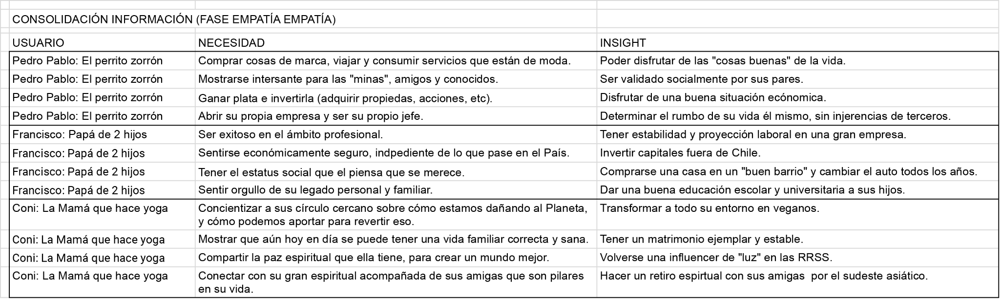 CONSOLIDACIÓN INFORMACIÓN (FASE EMPATÍA EMPATÍA)
USUARIO NECESIDAD INSIGHT
Pedro Pablo: El perrito zorrón Comprar cosas de marca, viajar y consumir servicios que están de moda. Poder disfrutar de las "cosas buenas" de la vida.
Pedro Pablo: El perrito zorrón Mostrarse intersante para las "minas", amigos y conocidos. Ser validado socialmente por sus pares.
Pedro Pablo: El perrito zorrón Ganar plata e invertirla (adquirir propiedas, acciones, etc). Disfrutar de una buena situación ecónomica.
Pedro Pablo: El perrito zorrón Abrir su propia empresa y ser su propio jefe. Determinar el rumbo de su vida él mismo, sin injerencias de terceros.
Francisco: Papá de 2 hijos Ser exitoso en el ámbito profesional. Tener estabilidad y proyección laboral en una gran empresa.
Francisco: Papá de 2 hijos Sentirse económicamente seguro, indpediente de lo que pase en el País. Invertir capitales fuera de Chile.
Francisco: Papá de 2 hijos Tener el estatus social que el piensa que se merece. Comprarse una casa en un "buen barrio" y cambiar el auto todos los años.
Francisco: Papá de 2 hijos Sentir orgullo de su legado personal y familiar. Dar una buena educación escolar y universitaria a sus hijos.
Coni: La Mamá que hace yoga Concientizar a sus círculo cercano sobre cómo estamos dañando al Planeta, Transformar a todo su entorno en veganos.
y cómo podemos aportar para revertir eso.
Coni: La Mamá que hace yoga Mostrar que aún hoy en día se puede tener una vida familiar correcta y sana. Tener un matrimonio ejemplar y estable.
Coni: La Mamá que hace yoga Compartir la paz espiritual que ella tiene, para crear un mundo mejor. Volverse una influencer de "luz" en las RRSS.
Coni: La Mamá que hace yoga Conectar con su gran espiritual acompañada de sus amigas que son pilares Hacer un retiro espirtual con sus amigas  por el sudeste asiático.
en su vida.